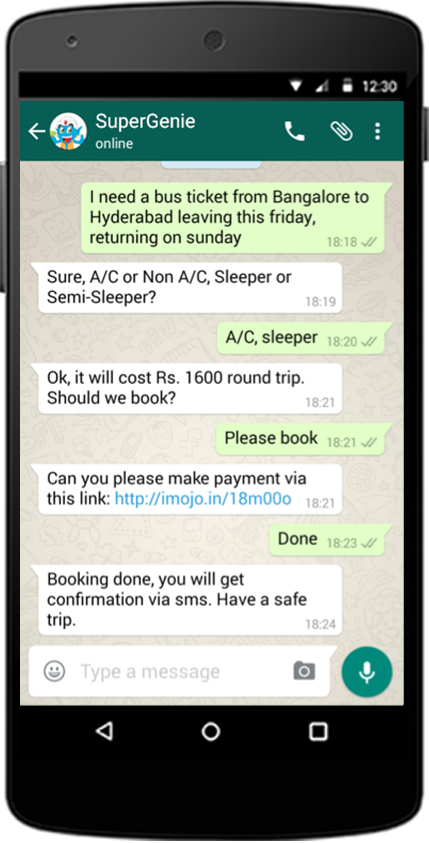 12:30
SuperGenie
online
I need a bus ticket from Bangalore to
Hyderabad leaving this friday,
returning on sunday
18:18
Sure, A/C or Non A/C, Sleeper or
Semi-Sleeper?
18:19
A/C, sleeper 18:20
Ok, it will cost Rs. 1600 round trip.
Should we book?
18:21
Please book 18:21
Can you please make payment via
this link: http://imojo.in/18m00o 18:21
Done 18:23
Booking done, you will get
confirmation via sms. Have a safe
trip.
18:24
Type a message